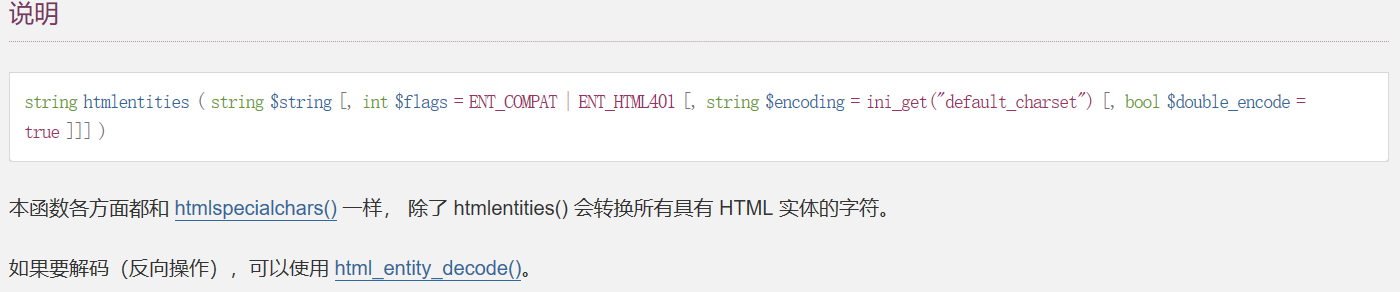 说明
string htmlentities ( string $string [, int $flags = ENT_COMPAT | ENT_HTML401 [, string $encoding = ini_get("default_charset") [, bool $double_encode =
true ]]] )
本函数各方面都和 htmlspecialchars() 一样， 除了 htmlentities() 会转换所有具有 HTML 实体的字符。
如果要解码（反向操作），可以使用 html_entity_decode()。